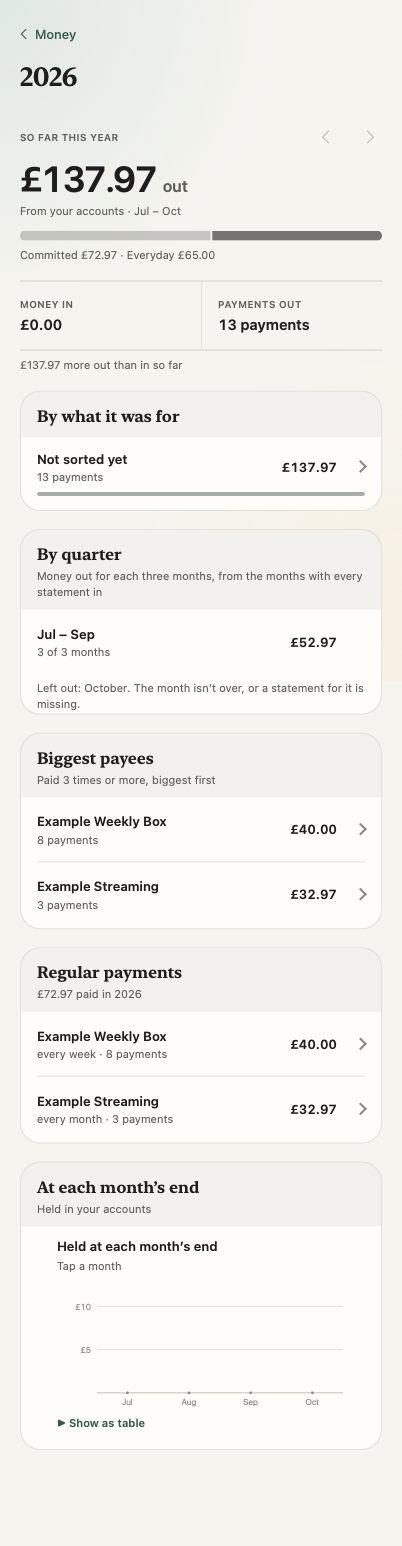 Money
2026
SO FAR THIS YEAR
£137.97 out
From your accounts · Jul – Oct
Committed £72.97 · Everyday £65.00
MONEY IN
£0.00
PAYMENTS OUT
13 payments
£137.97 more out than in so far
By what it was for
Not sorted yet
£137.97
13 payments
By quarter
Money out for each three months, from the months with every
statement in
Jul – Sep
£52.97
3 of 3 months
Left out: October. The month isn’t over, or a statement for it is
missing.
Biggest payees
Paid 3 times or more, biggest first
Example Weekly Box
£40.00
8 payments
Example Streaming
£32.97
3 payments
Regular payments
£72.97 paid in 2026
Example Weekly Box
£40.00
every week · 8 payments
Example Streaming
£32.97
every month · 3 payments
At each month’s end
Held in your accounts
Held at each month’s end
Tap a month
£10
£5
Jul Aug Sep Oct
Show as table